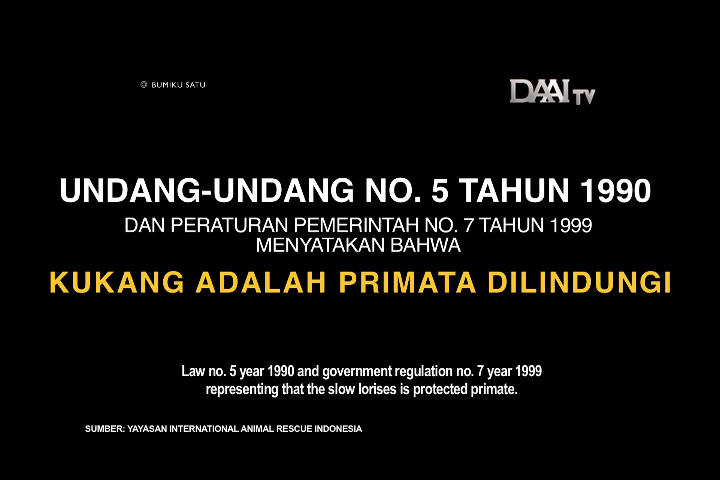 © BUMIKU SATU
DAAI TV
UNDANG-UNDANG NO. 5 TAHUN 1990
DAN PERATURAN PEMERINTAH NO. 7 TAHUN 1999
MENYATAKAN BAHWA
KUKANG ADALAH PRIMATA DILINDUNGI
Law no. 5 year 1990 and government regulation no. 7 year 1999
representing that the slow lorises is protected primate.
SUMBER: YAYASAN INTERNATIONAL ANIMAL RESCUE INDONESIA